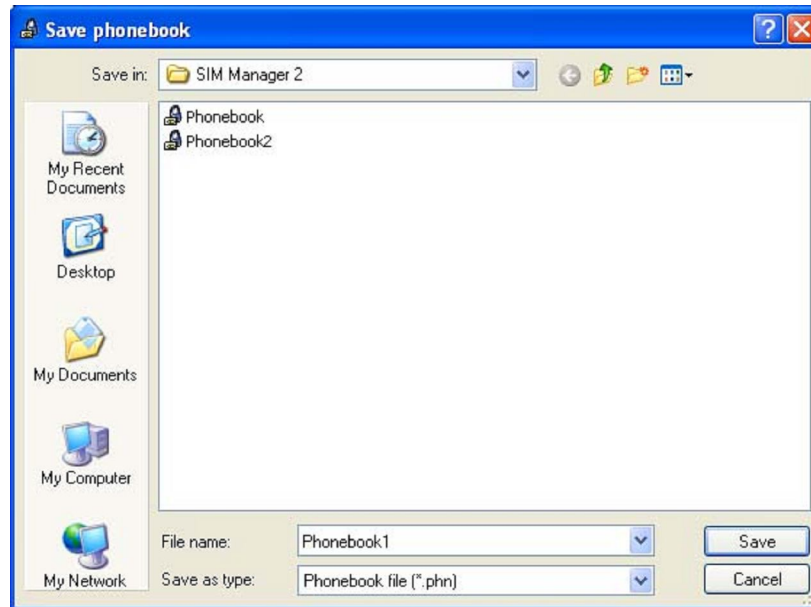 Save phonebook
Save in: SIM Manager 2
Phonebook
Phonebook2
My Recent
Documents
Desktop
My Documents
My Computer
My Network
File name: Phonebook1 Save
Save as type: Phonebook file (*.phn) Cancel